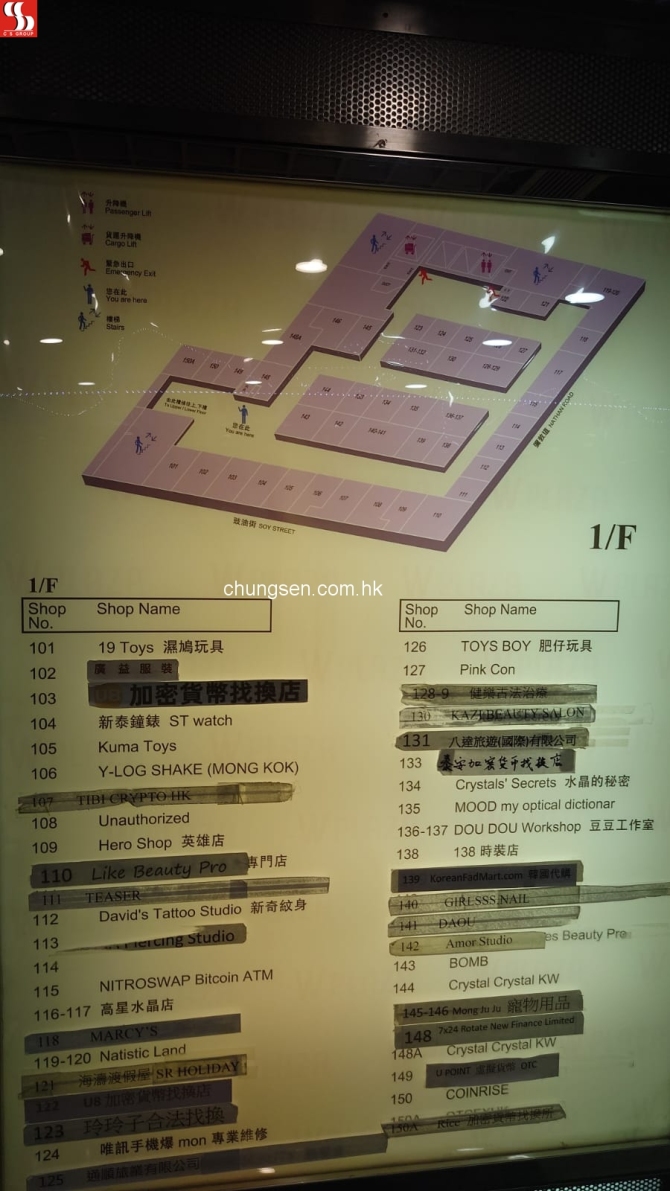 C S GROUP
升降機
Passenger Lift
貨運升降機
Cargo Lift
緊急出口
Emergency Exit
您在此
You are here
樓梯
Stairs
您在此
You are here
豉油街 SOY STREET
彌敦道 NATHAN ROAD
1/F
chungsen.com.hk
1/F
Shop No. Shop Name
101 19 Toys 濕鳩玩具
102 廣益服裝
103 加密貨幣找換店
104 新泰鐘錶 ST watch
105 Kuma Toys
106 Y-LOG SHAKE (MONG KOK)
107 TIBI CRYPTO HK
108 Unauthorized
109 Hero Shop 英雄店
110 Like Beauty Pro 專門店
111 TEASER
112 David's Tattoo Studio 新奇紋身
113 Piercing Studio
114
115 NITROSWAP Bitcoin ATM
116-117 高星水晶店
118 MARCY'S
119-120 Natistic Land
121 海濤渡假屋 SR HOLIDAY
122 U8 加密貨幣找換店
123 玲玲子合法找換
124 唯訊手機爆 mon 專業維修
125
Shop No. Shop Name
126 TOYS BOY 肥仔玩具
127 Pink Con
128-9 健樂古法治療
130 KAZI BEAUTY SALON
131 八達旅遊(國際)有限公司
133
134 Crystals' Secrets 水晶的秘密
135 MOOD my optical dictionar
136-137 DOU DOU Workshop 豆豆工作室
138 138 時裝店
139 KoreanFadMart.com 韓國代購
140 GIRLSSS NAIL
141 DAOU
142 Amor Studio es Beauty Pro
143 BOMB
144 Crystal Crystal KW
145-146 Mong Ju Ju 寵物用品
148 7x24 Rotate New Finance Limited
148A Crystal Crystal KW
149 U POINT 虛擬貨幣 OTC
150 COINRISE
150A Rice 加密貨幣找換所